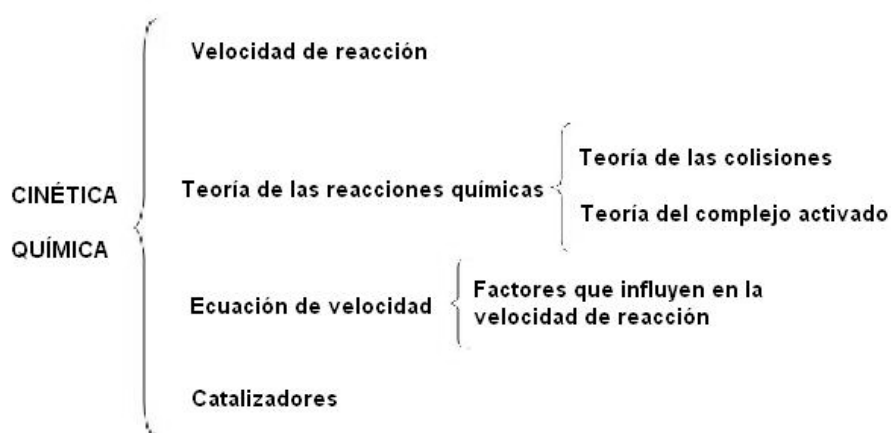 CINÉTICA
QUÍMICA
Velocidad de reacción
Teoría de las reacciones químicas
Teoría de las colisiones
Teoría del complejo activado
Ecuación de velocidad
Factores que influyen en la
velocidad de reacción
Catalizadores